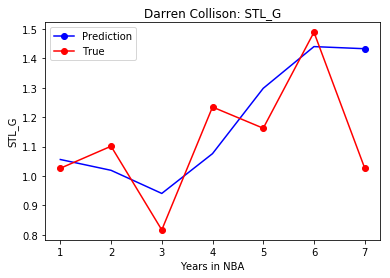 Darren Collison: STL_G
Prediction
True
STL_G
1.5
1.4
1.3
1.2
1.1
1.0
0.9
0.8
1 2 3 4 5 6 7
Years in NBA